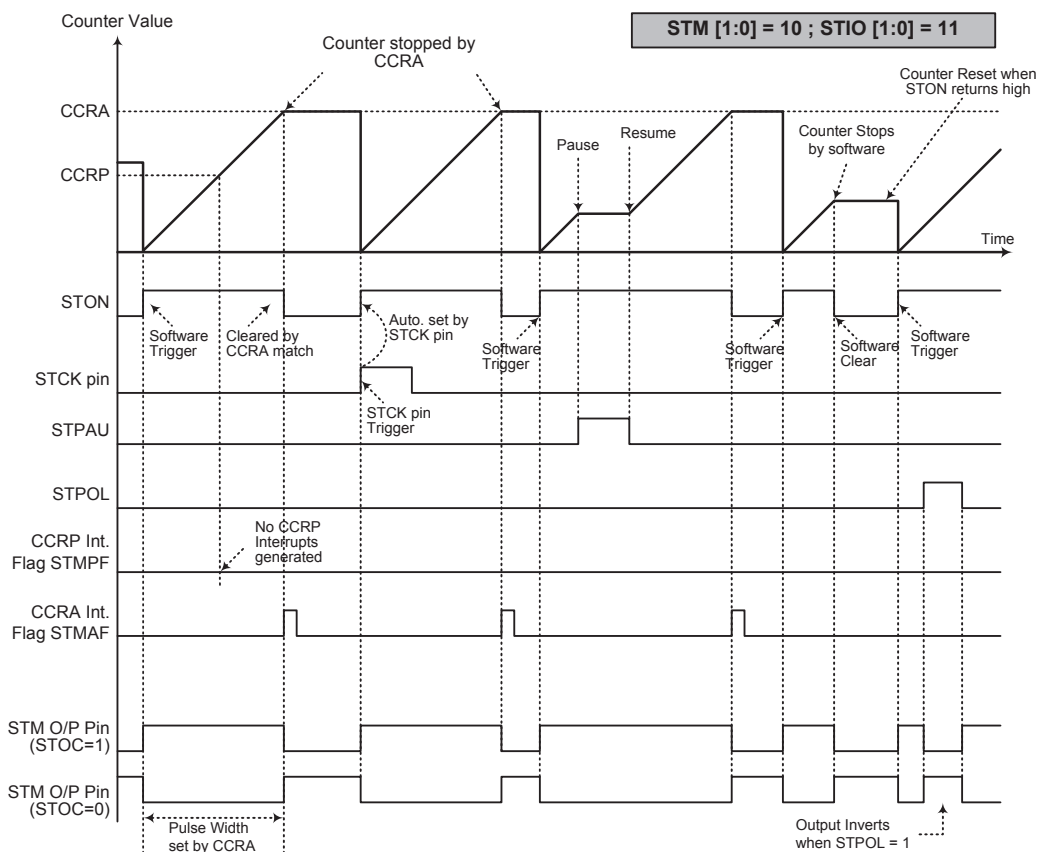 Counter Value
STM [1:0] = 10 ; STIO [1:0] = 11
Counter stopped by
CCRA
Counter Reset when
STON returns high
CCRA
Pause
Resume
Counter Stops
by software
CCRP
Time
STON
Software
Trigger
Cleared by
CCRA match
Auto. set by
STCK pin
Software
Trigger
Software
Trigger
Software
Clear
Software
Trigger
STCK pin
STCK pin
Trigger
STPAU
STPOL
No CCRP
Interrupts
generated
CCRP Int.
Flag STMPF
CCRA Int.
Flag STMAF
STM O/P Pin
(STOC=1)
STM O/P Pin
(STOC=0)
Pulse Width
set by CCRA
Output Inverts
when STPOL = 1